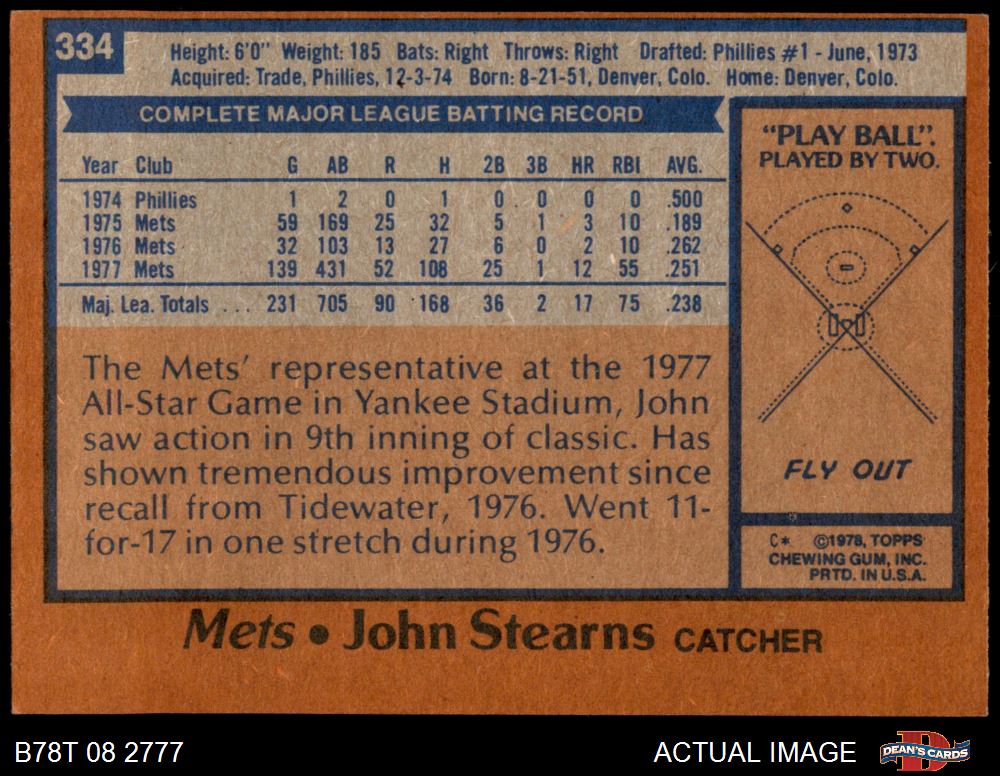 334
Height: 6'0" Weight: 185 Bats: Right Throws: Right Drafted: Phillies #1 - June, 1973
Acquired: Trade, Phillies, 12-3-74 Born: 8-21-51, Denver, Colo. Home: Denver, Colo.
COMPLETE MAJOR LEAGUE BATTING RECORD
Year Club G AB R H 2B 3B HR RBI AVG.
1974 Phillies 1 2 0 1 0 0 0 0 .500
1975 Mets 59 169 25 32 5 1 3 10 .189
1976 Mets 32 103 13 27 6 0 2 10 .262
1977 Mets 139 431 52 108 25 1 12 55 .251
Maj. Lea. Totals . . . 231 705 90 168 36 2 17 75 .238
The Mets' representative at the 1977
All-Star Game in Yankee Stadium, John
saw action in 9th inning of classic. Has
shown tremendous improvement since
recall from Tidewater, 1976. Went 11-
for-17 in one stretch during 1976.
"PLAY BALL".
PLAYED BY TWO.
FLY OUT
C* ©1978, TOPPS
CHEWING GUM, INC.
PRTD. IN U.S.A.
Mets • John Stearns CATCHER
B78T 08 2777
ACTUAL IMAGE
DEAN'S CARDS